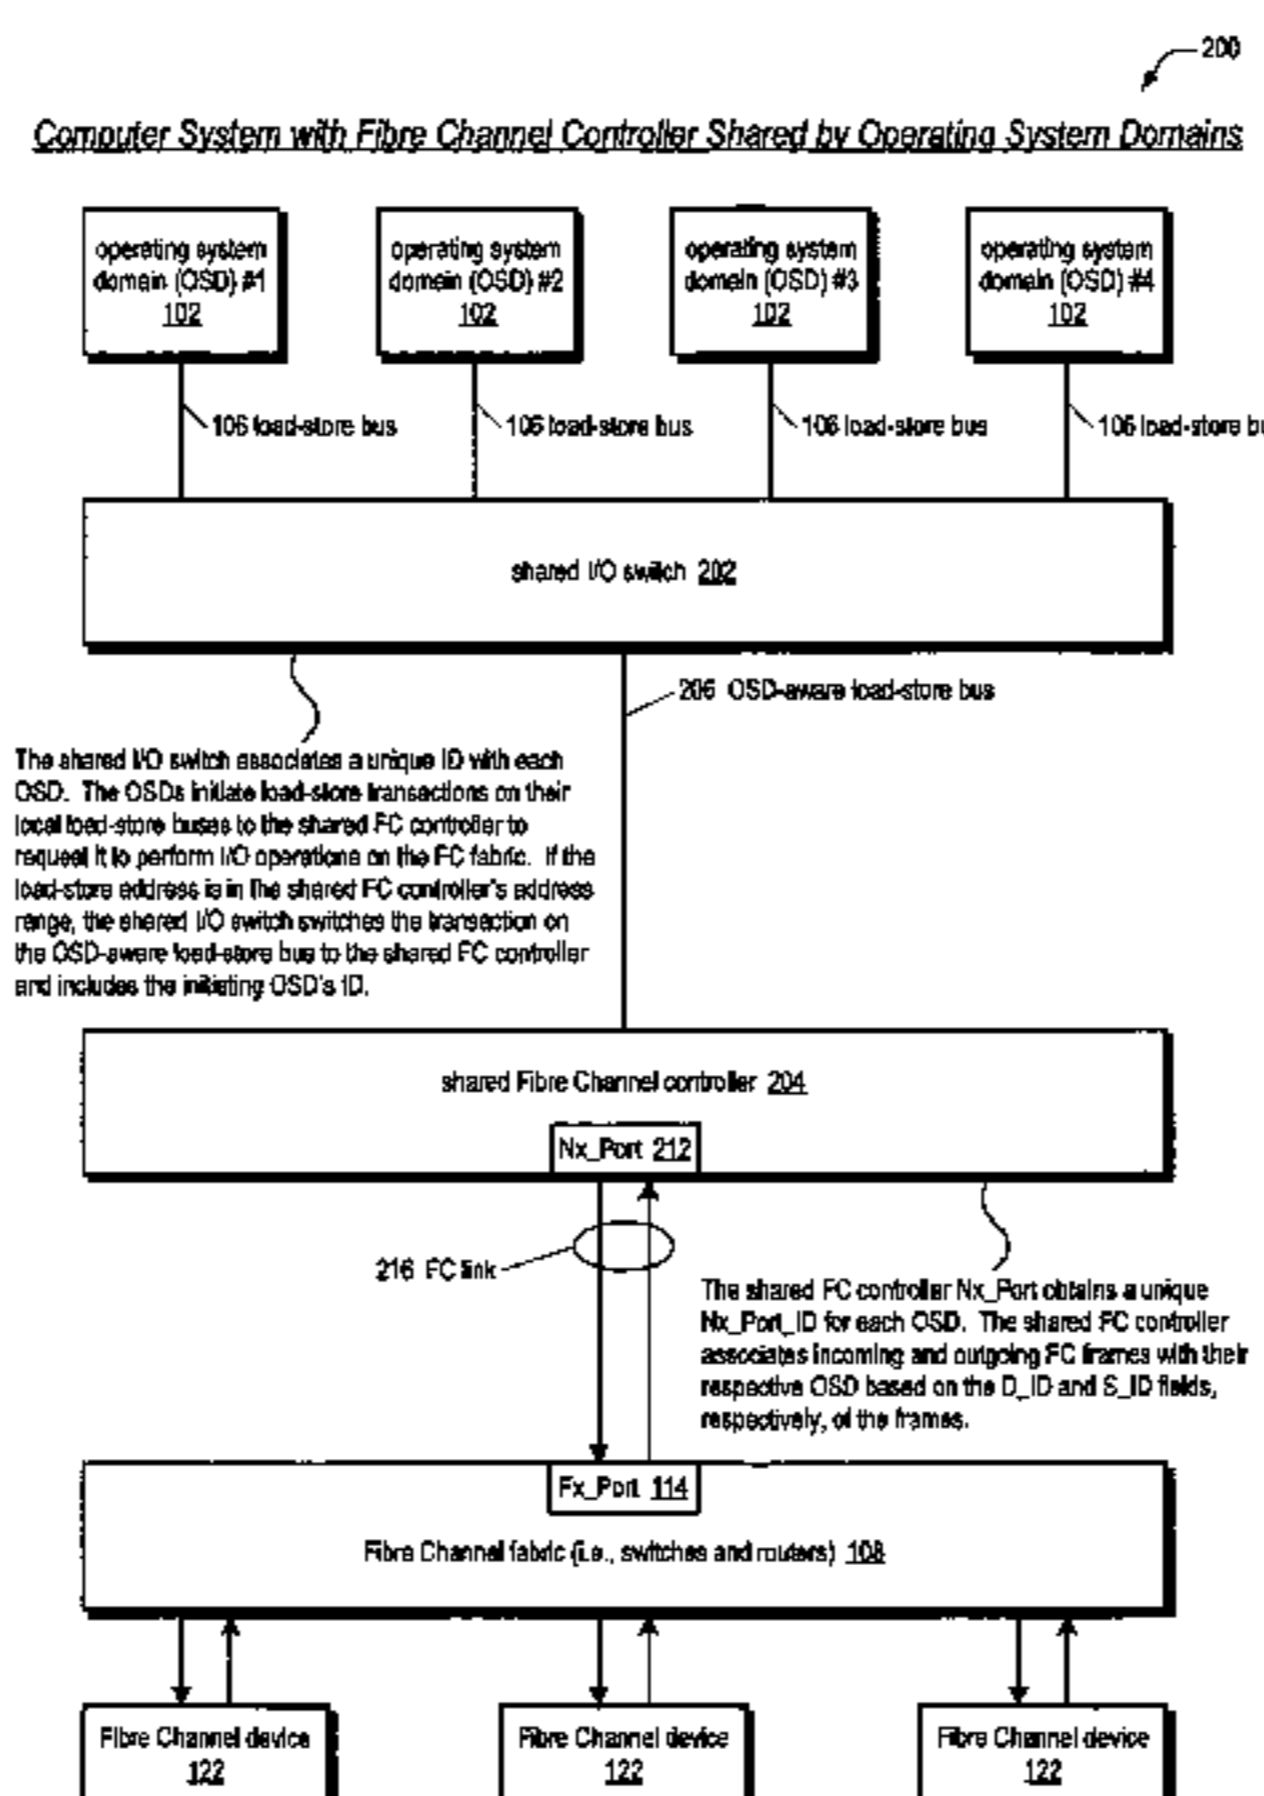 200
Computer System with Fibre Channel Controller Shared by Operating System Domains
operating system
domain (OSD) #1
102
operating system
domain (OSD) #2
102
operating system
domain (OSD) #3
102
operating system
domain (OSD) #4
102
106 load-store bus
106 load-store bus
106 load-store bus
106 load-store bu
shared I/O switch 202
206 OSD-aware load-store bus
The shared I/O switch associates a unique ID with each
OSD. The OSDs initiate load-store transactions on their
local load-store buses to the shared FC controller to
request it to perform I/O operations on the FC fabric. If the
load-store address is in the shared FC controller's address
range, the shared I/O switch switches the transaction on
the OSD-aware load-store bus to the shared FC controller
and includes the initiating OSD's ID.
shared Fibre Channel controller 204
Nx_Port 212
216 FC link
The shared FC controller Nx_Port obtains a unique
Nx_Port_ID for each OSD. The shared FC controller
associates incoming and outgoing FC frames with their
respective OSD based on the D_ID and S_ID fields,
respectively, of the frames.
Fx_Port 114
Fibre Channel fabric (i.e., switches and routers) 108
Fibre Channel device
122
Fibre Channel device
122
Fibre Channel device
122